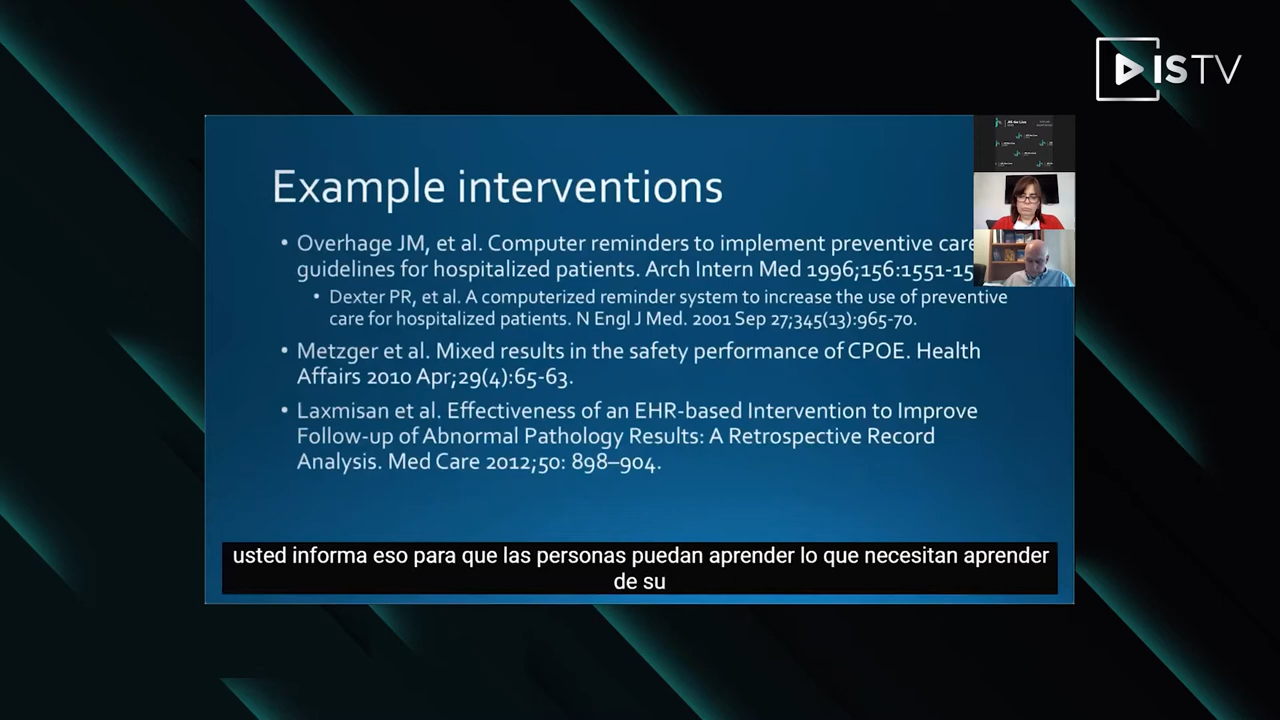 ISTV
Example interventions
• Overhage JM, et al. Computer reminders to implement preventive care
guidelines for hospitalized patients. Arch Intern Med 1996;156:1551-15
• Dexter PR, et al. A computerized reminder system to increase the use of preventive
care for hospitalized patients. N Engl J Med. 2001 Sep 27;345(13):965-70.
• Metzger et al. Mixed results in the safety performance of CPOE. Health
Affairs 2010 Apr;29(4):65-63.
• Laxmisan et al. Effectiveness of an EHR-based Intervention to Improve
Follow-up of Abnormal Pathology Results: A Retrospective Record
Analysis. Med Care 2012;50: 898–904.
usted informa eso para que las personas puedan aprender lo que necesitan aprender
de su